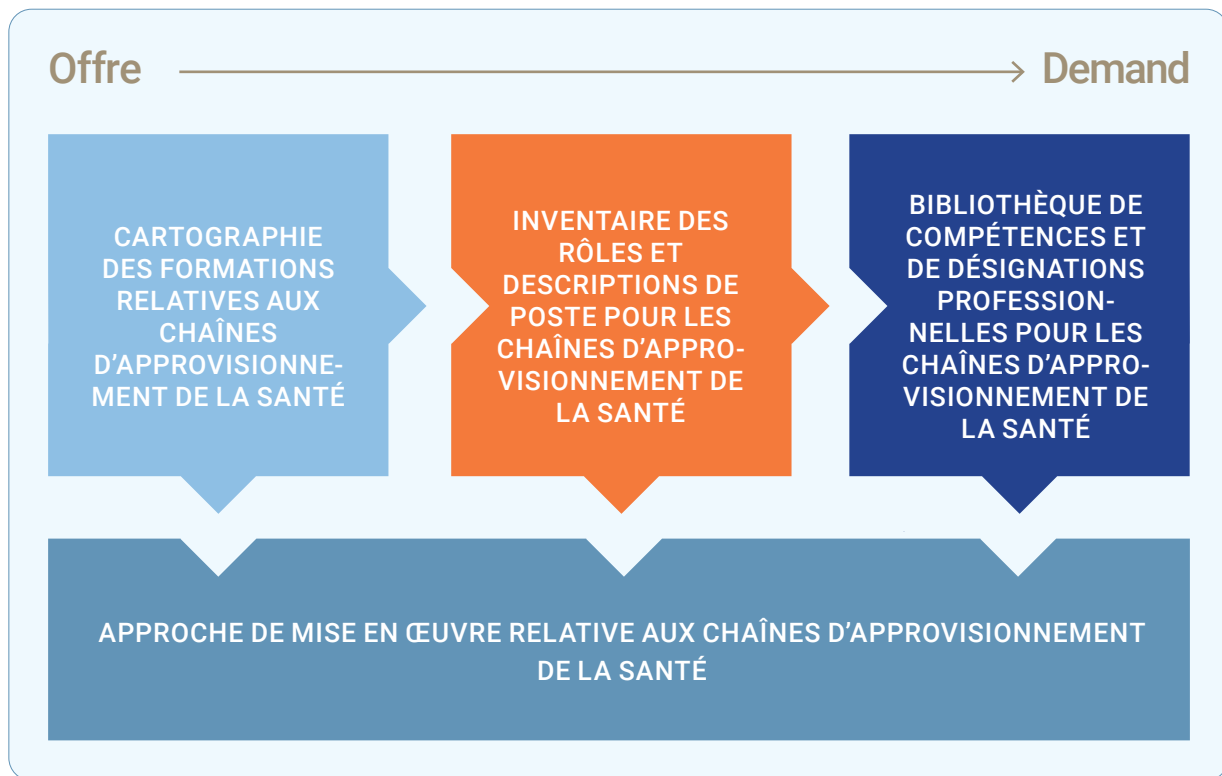 Offre
Demand
CARTOGRAPHIE
DES FORMATIONS
RELATIVES AUX
CHAÎNES
D’APPROVISIONNE-
MENT DE LA SANTÉ
INVENTAIRE DES
RÔLES ET
DESCRIPTIONS DE
POSTE POUR LES
CHAÎNES D’APPRO-
VISIONNEMENT DE
LA SANTÉ
BIBLIOTHÈQUE DE
COMPÉTENCES ET
DE DÉSIGNATIONS
PROFESSION-
NELLES POUR LES
CHAÎNES D’APPRO-
VISIONNEMENT DE
LA SANTÉ
APPROCHE DE MISE EN ŒUVRE RELATIVE AUX CHAÎNES D’APPROVISIONNEMENT
DE LA SANTÉ